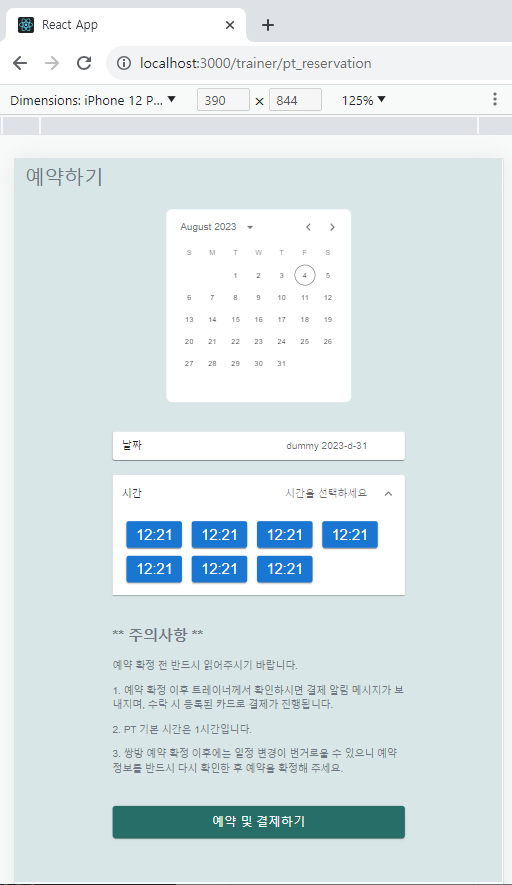 React App
localhost:3000/trainer/pt_reservation
Dimensions: iPhone 12 P... ▼ 390 × 844 125% ▼
예약하기
August 2023
S M T W T F S
1 2 3 4 5
6 7 8 9 10 11 12
13 14 15 16 17 18 19
20 21 22 23 24 25 26
27 28 29 30 31
날짜 dummy 2023-d-31
시간 시간을 선택하세요
12:21 12:21 12:21 12:21
12:21 12:21 12:21
** 주의사항 **
예약 확정 전 반드시 읽어주시기 바랍니다.
1. 예약 확정 이후 트레이너께서 확인하시면 결제 알림 메시지가 보
내지며, 수락 시 등록된 카드로 결제가 진행됩니다.
2. PT 기본 시간은 1시간입니다.
3. 쌍방 예약 확정 이후에는 일정 변경이 번거로울 수 있으니 예약
정보를 반드시 다시 확인한 후 예약을 확정해 주세요.
예약 및 결제하기